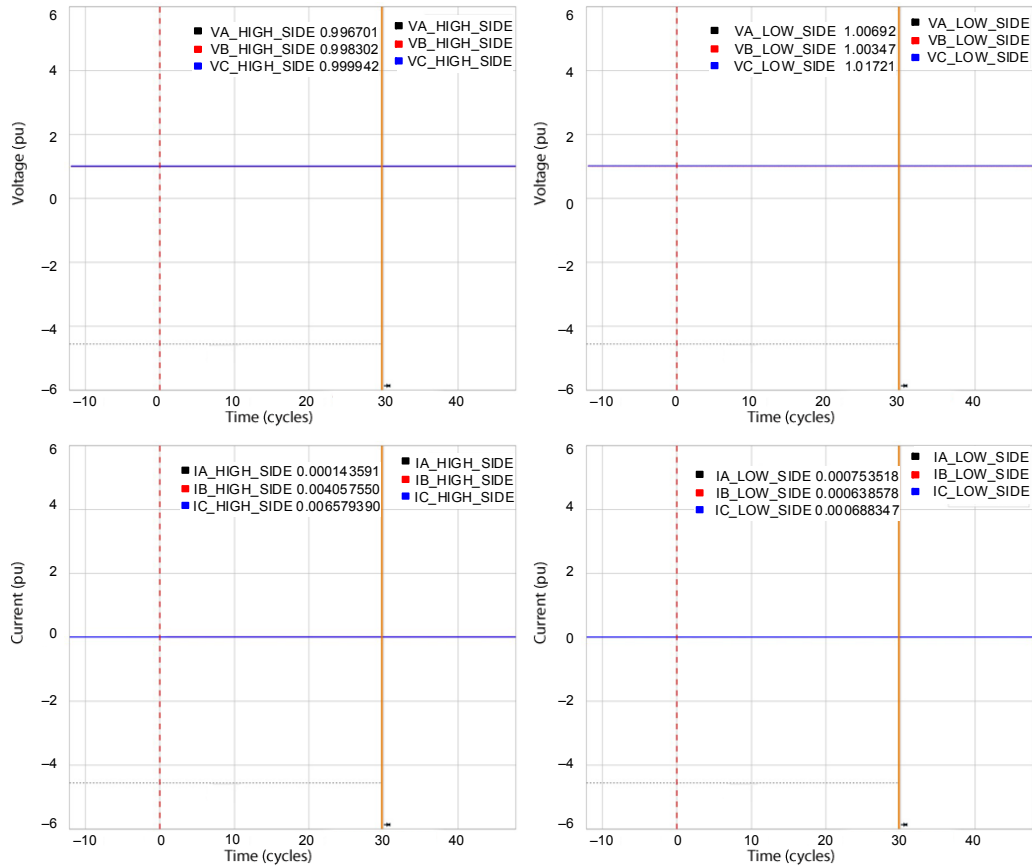 6
4
2
0
–2
–4
–6
Voltage (pu)
VA_HIGH_SIDE 0.996701
VB_HIGH_SIDE 0.998302
VC_HIGH_SIDE 0.999942
VA_HIGH_SIDE
VB_HIGH_SIDE
VC_HIGH_SIDE
–10 0 10 20 30 40
Time (cycles)
6
4
2
0
–2
–4
–6
Voltage (pu)
VA_LOW_SIDE 1.00692
VB_LOW_SIDE 1.00347
VC_LOW_SIDE 1.01721
VA_LOW_SIDE
VB_LOW_SIDE
VC_LOW_SIDE
–10 0 10 20 30 40
Time (cycles)
6
4
2
0
–2
–4
–6
Current (pu)
IA_HIGH_SIDE 0.000143591
IB_HIGH_SIDE 0.004057550
IC_HIGH_SIDE 0.006579390
IA_HIGH_SIDE
IB_HIGH_SIDE
IC_HIGH_SIDE
–10 0 10 20 30 40
Time (cycles)
6
4
2
0
–2
–4
–6
Current (pu)
IA_LOW_SIDE 0.000753518
IB_LOW_SIDE 0.000638578
IC_LOW_SIDE 0.000688347
IA_LOW_SIDE
IB_LOW_SIDE
IC_LOW_SIDE
–10 0 10 20 30 40
Time (cycles)